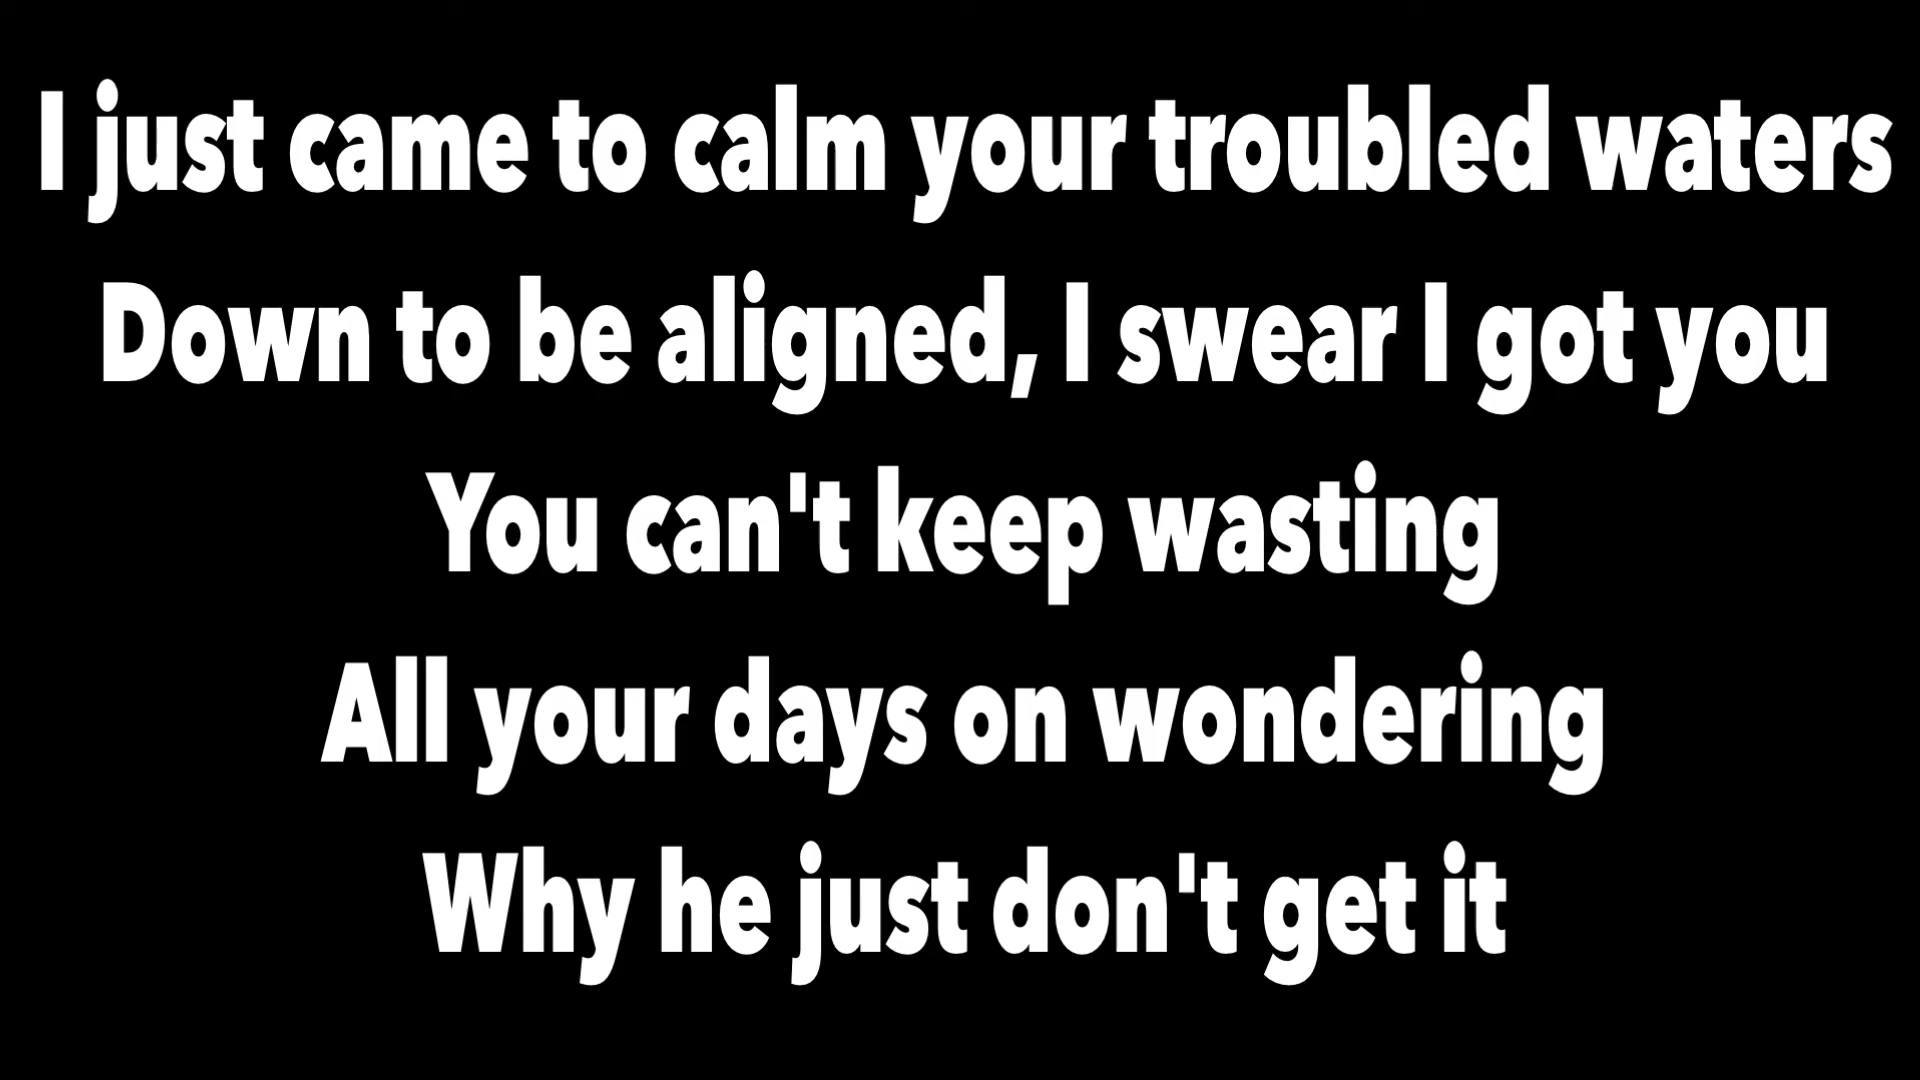 I just came to calm your troubled waters
Down to be aligned, I swear I got you
You can't keep wasting
All your days on wondering
Why he just don't get it